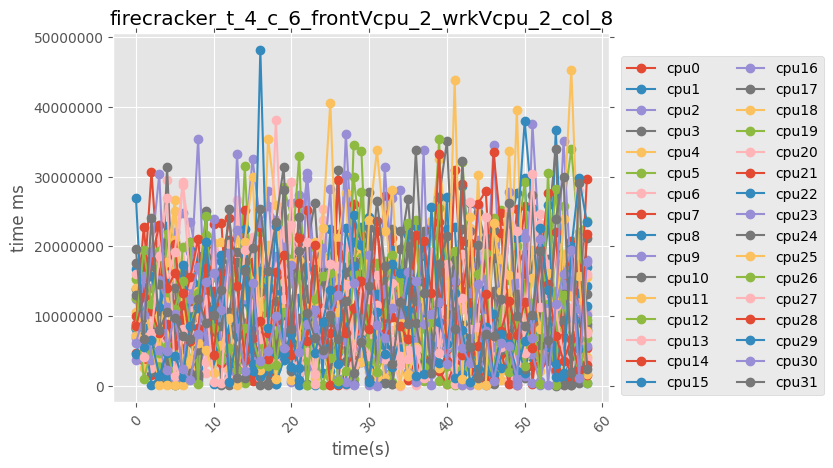 firecracker_t_4_c_6_frontVcpu_2_wrkVcpu_2_col_8
time ms
50000000
40000000
30000000
20000000
10000000
0
0
10
20
30
40
50
60
time(s)
cpu0
cpu1
cpu2
cpu3
cpu4
cpu5
cpu6
cpu7
cpu8
cpu9
cpu10
cpu11
cpu12
cpu13
cpu14
cpu15
cpu16
cpu17
cpu18
cpu19
cpu20
cpu21
cpu22
cpu23
cpu24
cpu25
cpu26
cpu27
cpu28
cpu29
cpu30
cpu31